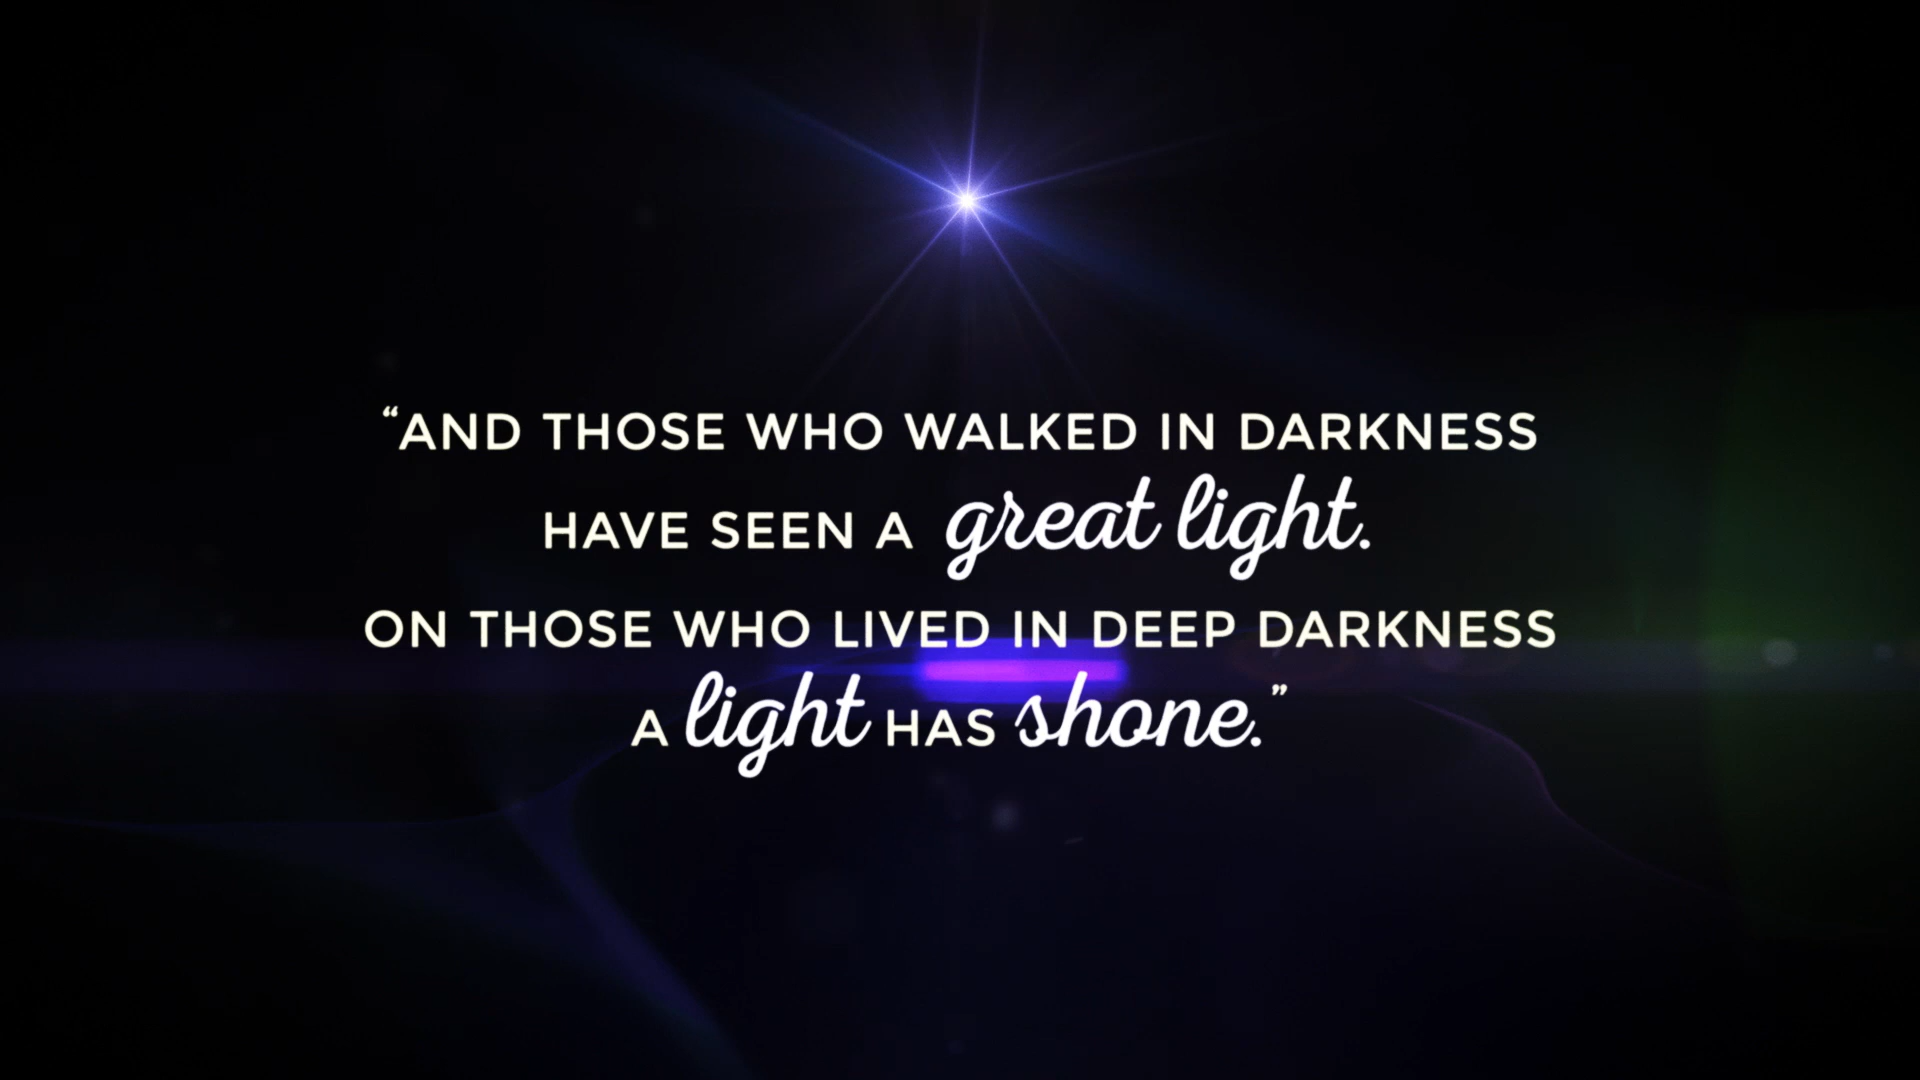 “AND THOSE WHO WALKED IN DARKNESS
HAVE SEEN A great light.
ON THOSE WHO LIVED IN DEEP DARKNESS
A light HAS shone.”